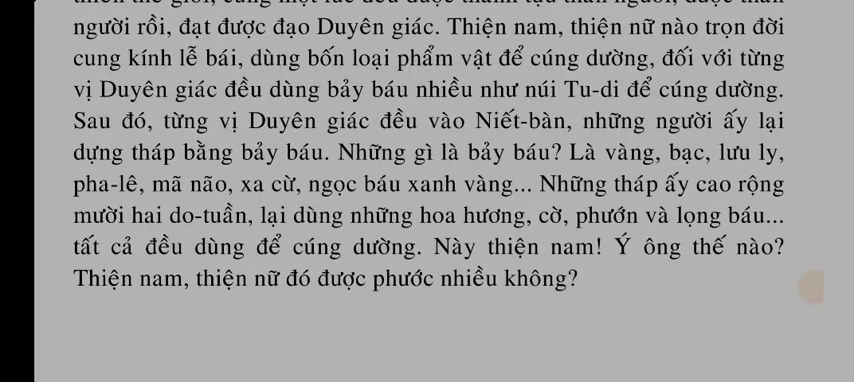 người rồi, đạt được đạo Duyên giác. Thiện nam, thiện nữ nào trọn đời
cung kính lễ bái, dùng bốn loại phẩm vật để cúng dường, đối với từng
vị Duyên giác đều dùng bảy báu nhiều như núi Tu-di để cúng dường.
Sau đó, từng vị Duyên giác đều vào Niết-bàn, những người ấy lại
dựng tháp bằng bảy báu. Những gì là bảy báu? Là vàng, bạc, lưu ly,
pha-lê, mã não, xa cừ, ngọc báu xanh vàng... Những tháp ấy cao rộng
mười hai do-tuần, lại dùng những hoa hương, cờ, phướn và lọng báu...
tất cả đều dùng để cúng dường. Này thiện nam! Ý ông thế nào?
Thiện nam, thiện nữ đó được phước nhiều không?